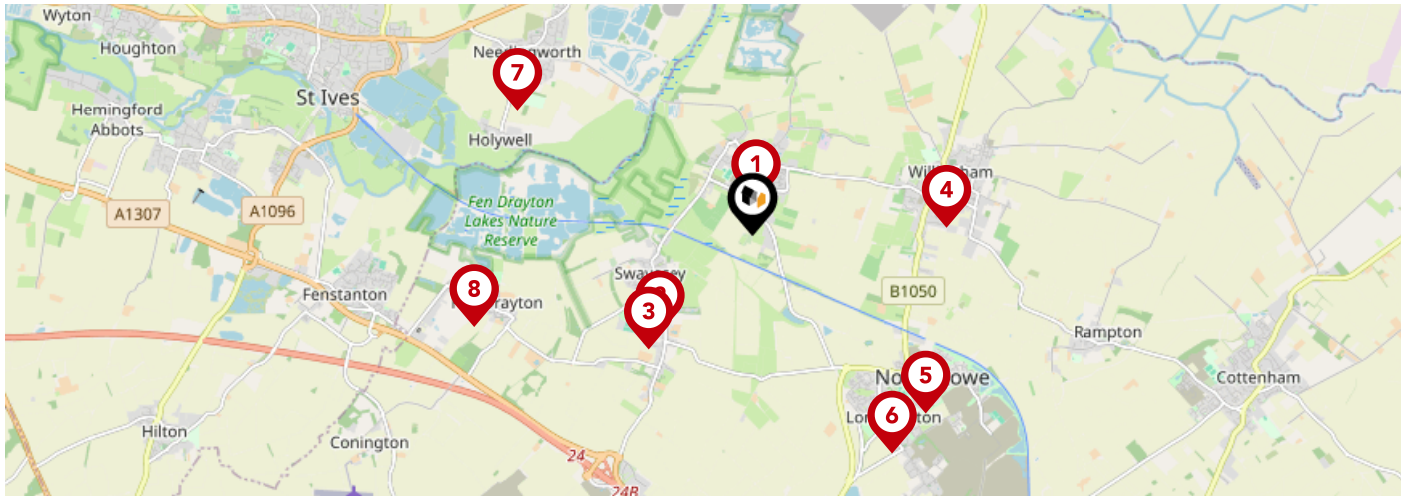 Wyton
Houghton
Needingworth
7
St Ives
Hemingford
Abbots
Holywell
1
Willingham
4
A1307
A1096
Fen Drayton
Lakes Nature
Reserve
Swavesey
8
Fenstanton
3
B1050
Rampton
5
Cottenham
6
Hilton
Conington
24
24B